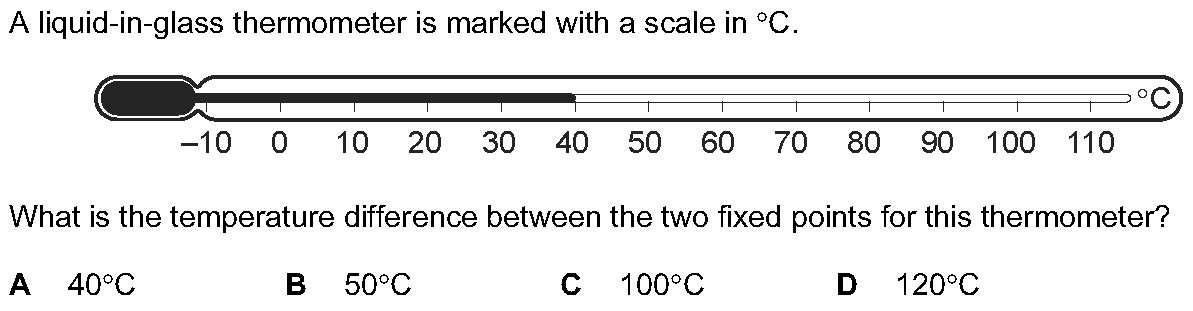 A liquid-in-glass thermometer is marked with a scale in °C.
°C
–10 0 10 20 30 40 50 60 70 80 90 100 110
What is the temperature difference between the two fixed points for this thermometer?
A 40°C B 50°C C 100°C D 120°C